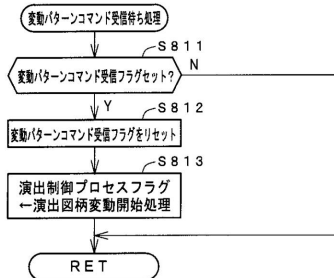 変動パターンコマンド受信待ち処理
S811
変動パターンコマンド受信フラグセット？
N
Y
S812
変動パターンコマンド受信フラグをリセット
S813
演出制御プロセスフラグ
←演出図柄変動開始処理
RET